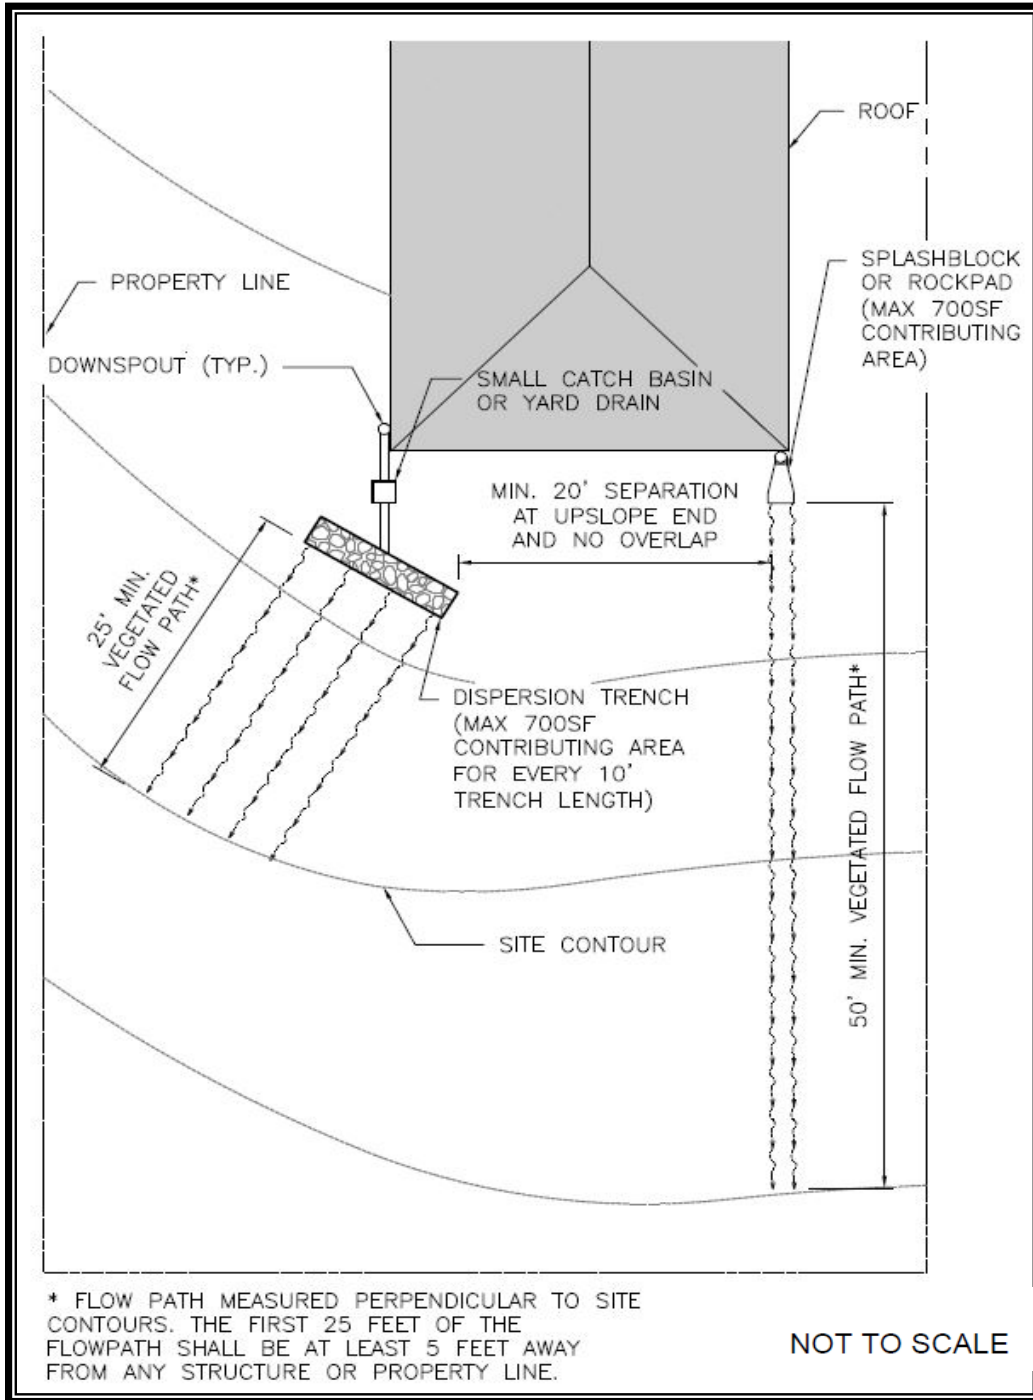 ROOF
PROPERTY LINE
SPLASHBLOCK
OR ROCKPAD
(MAX 700SF
CONTRIBUTING
AREA)
DOWNSPOUT (TYP.)
SMALL CATCH BASIN
OR YARD DRAIN
MIN. 20' SEPARATION
AT UPSLOPE END
AND NO OVERLAP
25' MIN.
VEGETATED
FLOW PATH*
DISPERSION TRENCH
(MAX 700SF
CONTRIBUTING AREA
FOR EVERY 10'
TRENCH LENGTH)
50' MIN. VEGETATED FLOW PATH*
SITE CONTOUR
* FLOW PATH MEASURED PERPENDICULAR TO SITE
CONTOURS. THE FIRST 25 FEET OF THE
FLOWPATH SHALL BE AT LEAST 5 FEET AWAY
FROM ANY STRUCTURE OR PROPERTY LINE.
NOT TO SCALE